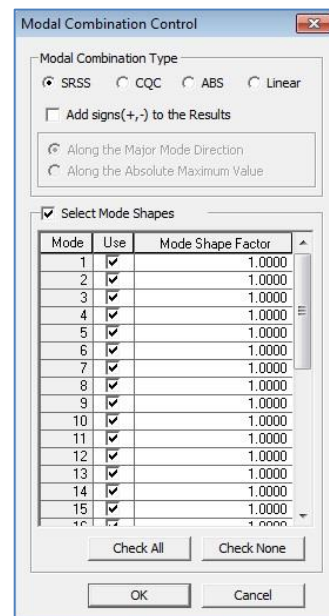 Modal Combination Control
Modal Combination Type
SRSS CQC ABS Linear
Add signs(+,-) to the Results
Along the Major Mode Direction
Along the Absolute Maximum Value
Select Mode Shapes
Mode Use Mode Shape Factor
1 1.0000
2 1.0000
3 1.0000
4 1.0000
5 1.0000
6 1.0000
7 1.0000
8 1.0000
9 1.0000
10 1.0000
11 1.0000
12 1.0000
13 1.0000
14 1.0000
15 1.0000
16 1.0000
Check All Check None
OK Cancel